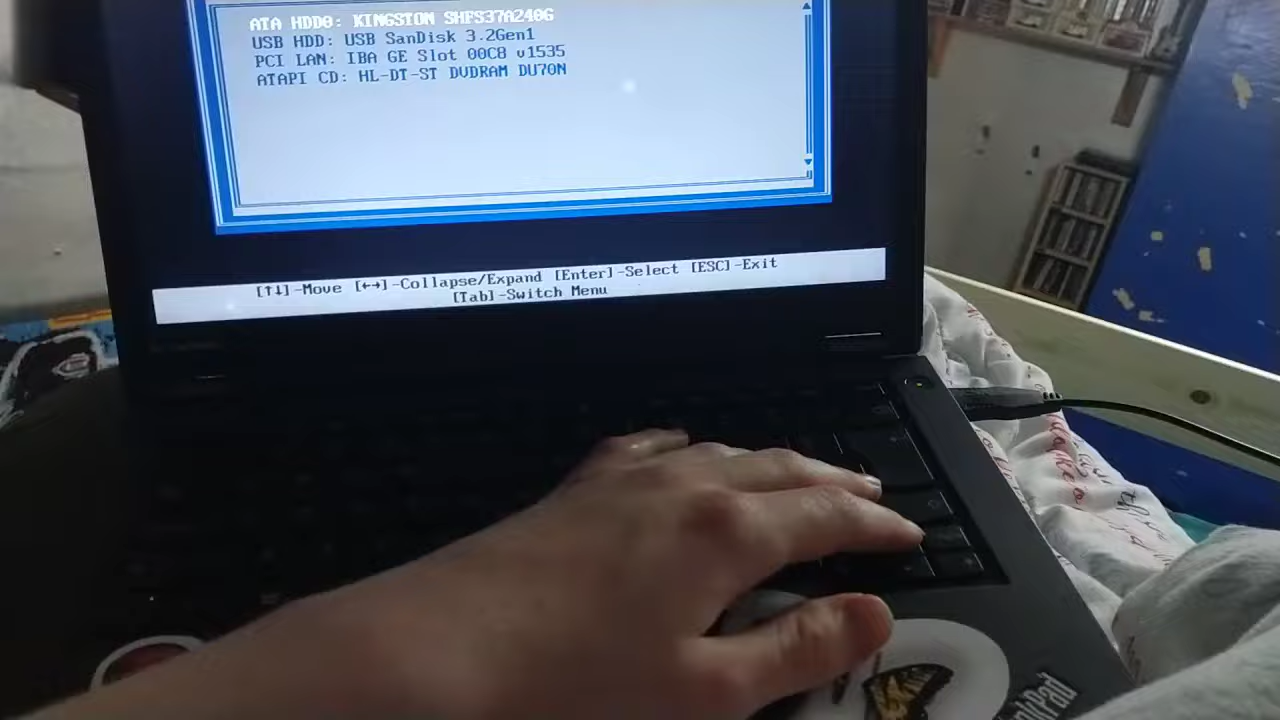 ATA HDD0: KINGSTON SHFS37A240G
USB HDD: USB SanDisk 3.2Gen1
PCI LAN: IBA GE Slot 00C8 v1535
ATAPI CD: HL-DT-ST DVDRAM DU70N
[↑↓]-Move [↔]-Collapse/Expand [Enter]-Select [ESC]-Exit
[Tab]-Switch Menu